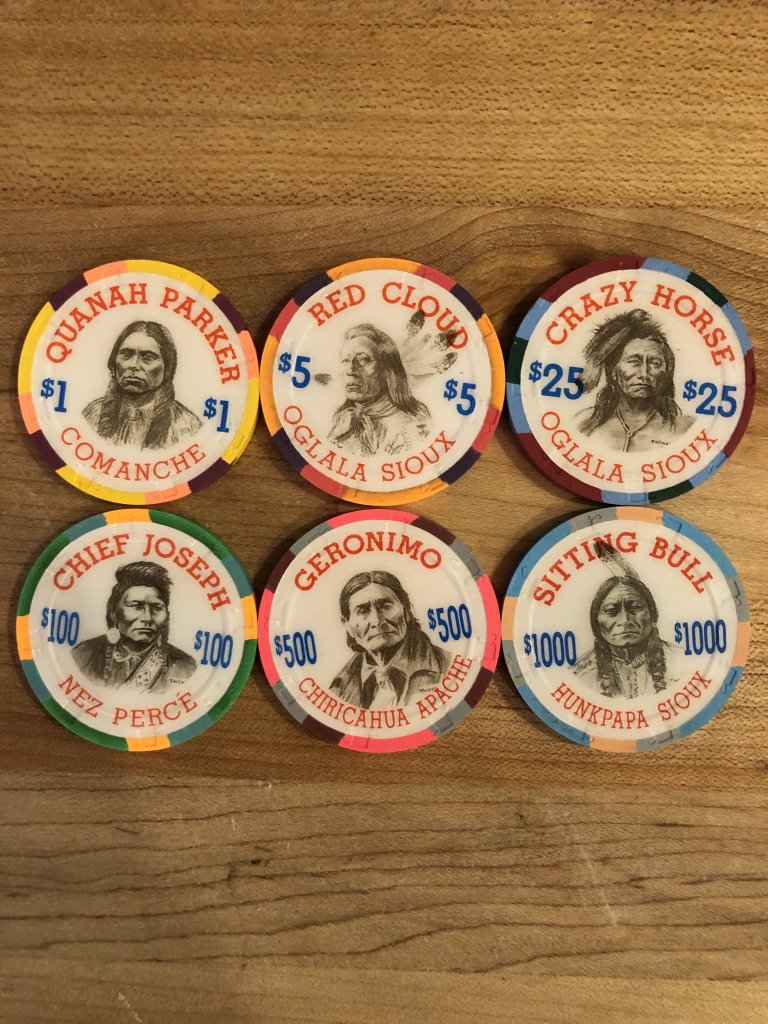 QUANAH PARKER
$1 $1
COMANCHE
RED CLOUD
$5 $5
OGLALA SIOUX
CRAZY HORSE
$25 $25
OGLALA SIOUX
CHIEF JOSEPH
$100 $100
NEZ PERCÉ
GERONIMO
$500 $500
CHIRICAHUA APACHE
SITTING BULL
$1000 $1000
HUNKPAPA SIOUX